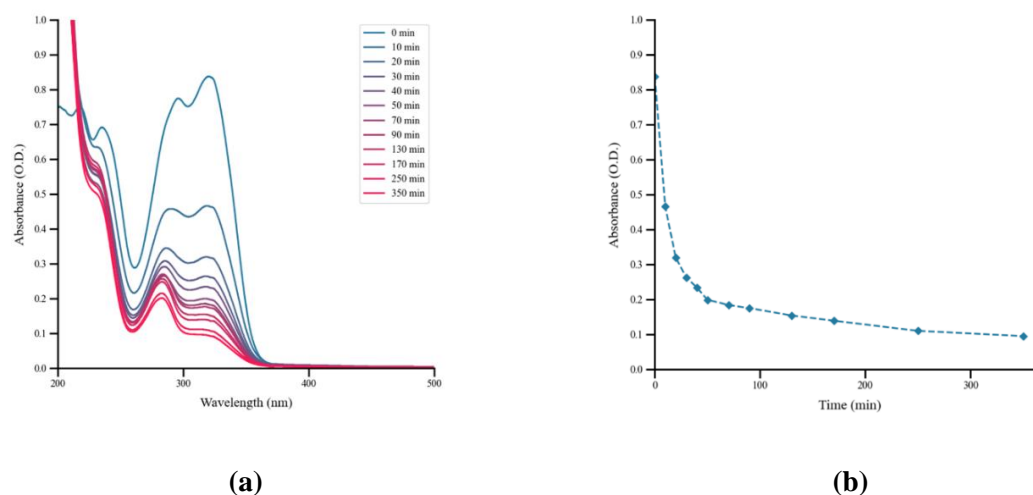 1.0
0.9
0.8
0.7
0.6
0.5
0.4
0.3
0.2
0.1
0.0
Absorbance (O.D.)
200
300
400
500
Wavelength (nm)
0 min
10 min
20 min
30 min
40 min
50 min
70 min
90 min
130 min
170 min
250 min
350 min
(a)
1.0
0.9
0.8
0.7
0.6
0.5
0.4
0.3
0.2
0.1
0.0
Absorbance (O.D.)
0
100
200
300
Time (min)
(b)